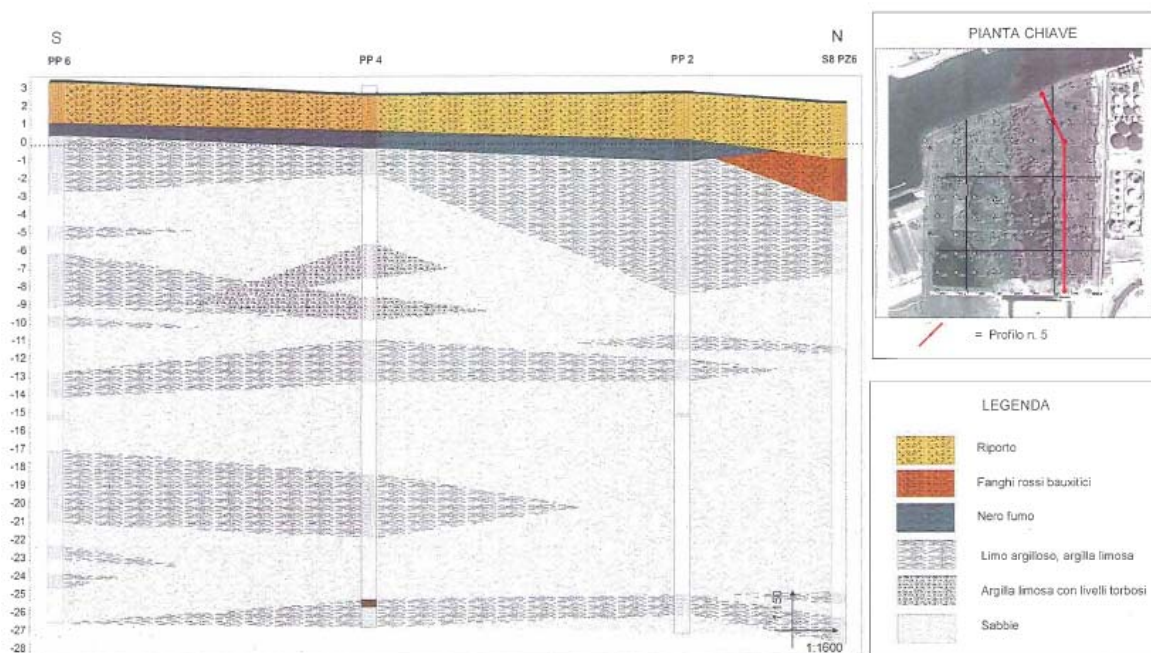 S
N
PP 6
PP 4
PP 2
S8 PZ6
3
2
1
0
-1
-2
-3
-4
-5
-6
-7
-8
-9
-10
-11
-12
-13
-14
-15
-16
-17
-18
-19
-20
-21
-22
-23
-24
-25
-26
-27
-28
1:150
1:1600
PIANTA CHIAVE
= Profilo n. 5
LEGENDA
Riporto
Fanghi rossi bauxitici
Nero fumo
Limo argilloso, argilla limosa
Argilla limosa con livelli torbosi
Sabbie